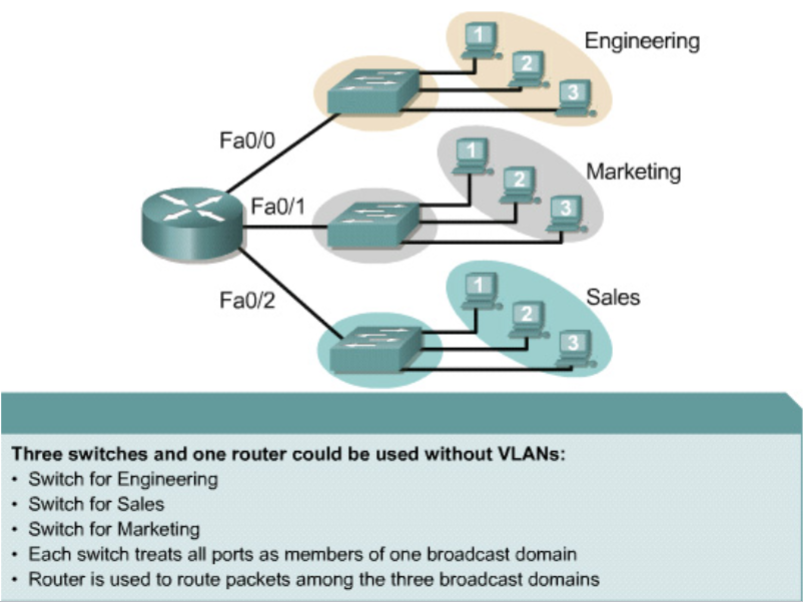 1
Engineering
2
3
Fa0/0
1
Marketing
2
Fa0/1
3
1
Sales
Fa0/2
2
3
Three switches and one router could be used without VLANs:
• Switch for Engineering
• Switch for Sales
• Switch for Marketing
• Each switch treats all ports as members of one broadcast domain
• Router is used to route packets among the three broadcast domains